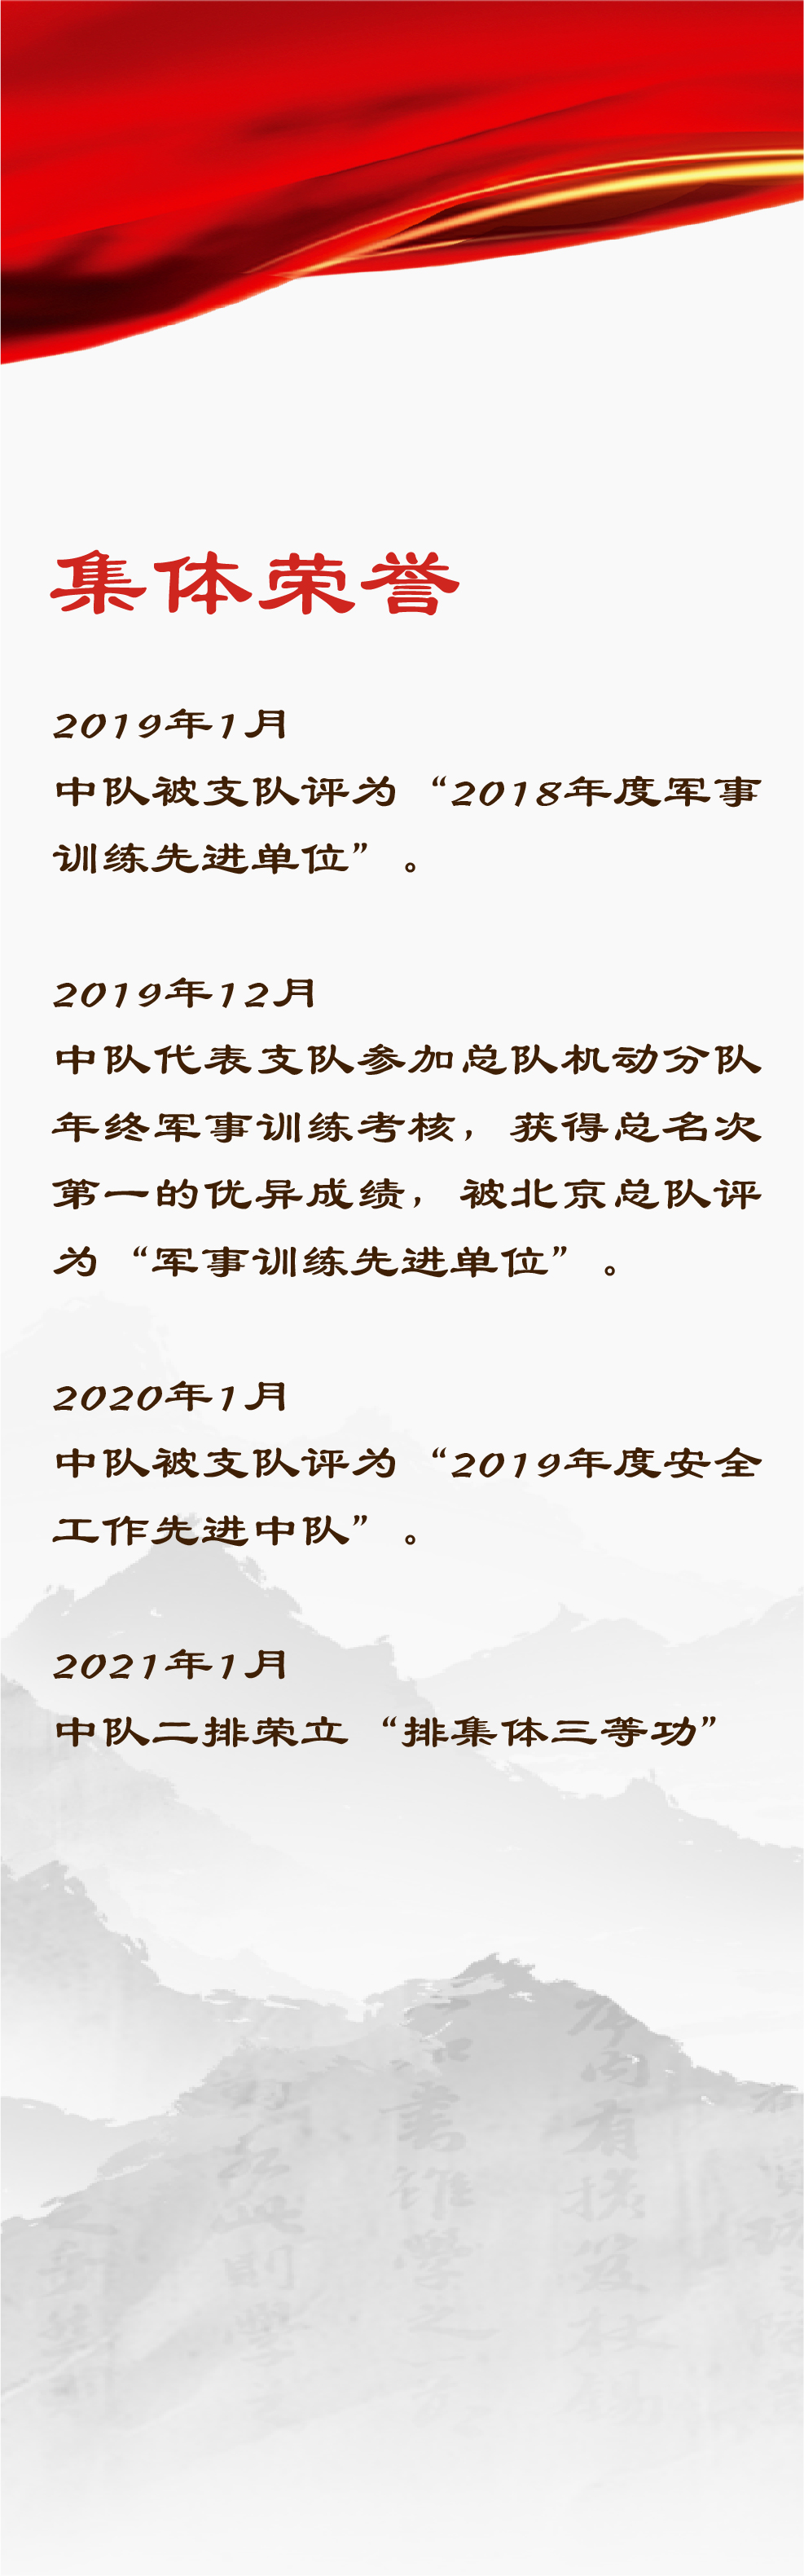 集体荣誉
2019年1月
中队被支队评为“2018年度军事
训练先进单位”。
2019年12月
中队代表支队参加总队机动分队
年终军事训练考核，获得总名次
第一的优异成绩，被北京总队评
为“军事训练先进单位”。
2020年1月
中队被支队评为“2019年度安全
工作先进中队”。
2021年1月
中队二排荣立“排集体三等功”